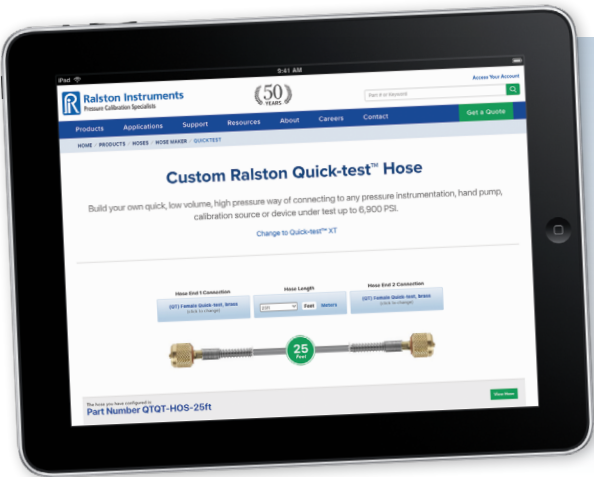 iPad
9:41 AM
Ralston Instruments
Pressure Calibration Specialists
50
YEARS
Part # or Keyword
Access Your Account
Products Applications Support Resources About Careers Contact Get a Quote
HOME / PRODUCTS / HOSES / HOSE MAKER / QUICKTEST
Custom Ralston Quick-test™ Hose
Build your own quick, low volume, high pressure way of connecting to any pressure instrumentation, hand pump,
calibration source or device under test up to 6,900 PSI.
Change to Quick-test™ XT
Hose End 1 Connection Hose Length Hose End 2 Connection
(QT) Female Quick-test, brass Feet Meters (QT) Female Quick-test, brass
(click to change) (click to change)
25
Feet
The hose you have configured is:
Part Number QTQT-HOS-25ft
View Hose